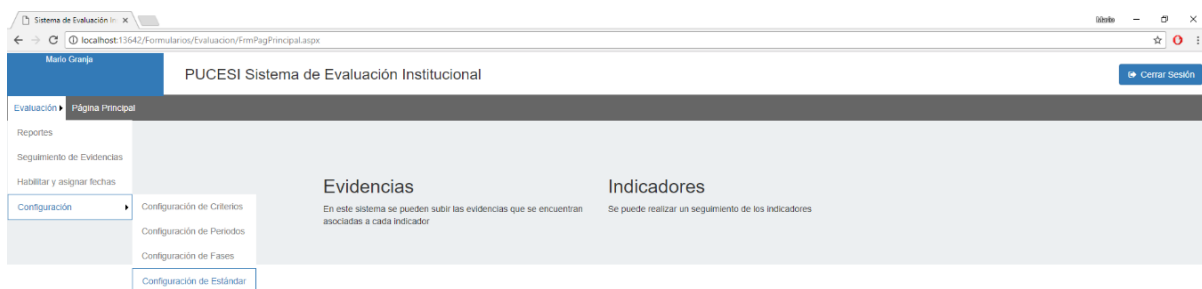 Sistema de Evaluación In
localhost:13642/Formularios/Evaluacion/FrmPagPrincipal.aspx
Mario Granja
PUCESI Sistema de Evaluación Institucional
Cerrar Sesión
Evaluación
Página Principal
Reportes
Seguimiento de Evidencias
Habilitar y asignar fechas
Configuración
Configuración de Criterios
Configuración de Periodos
Configuración de Fases
Configuración de Estándar
Evidencias
En este sistema se pueden subir las evidencias que se encuentran
asociadas a cada indicador
Indicadores
Se puede realizar un seguimiento de los indicadores